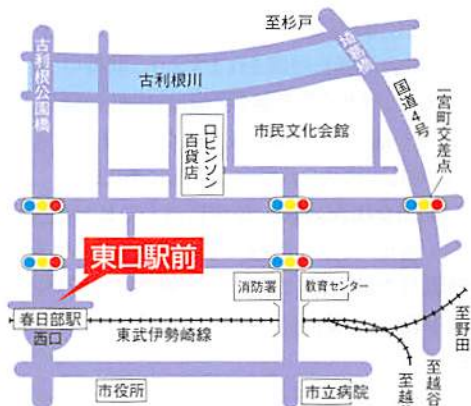 至杉戸
古利根公園橋
埼葛橋
古利根川
国道4号
一宮町交差点
ロビンソン
百貨店
市民文化会館
東口駅前
消防署
教育センター
春日部駅
西口
東武伊勢崎線
至野田
至越谷
至越
市役所
市立病院